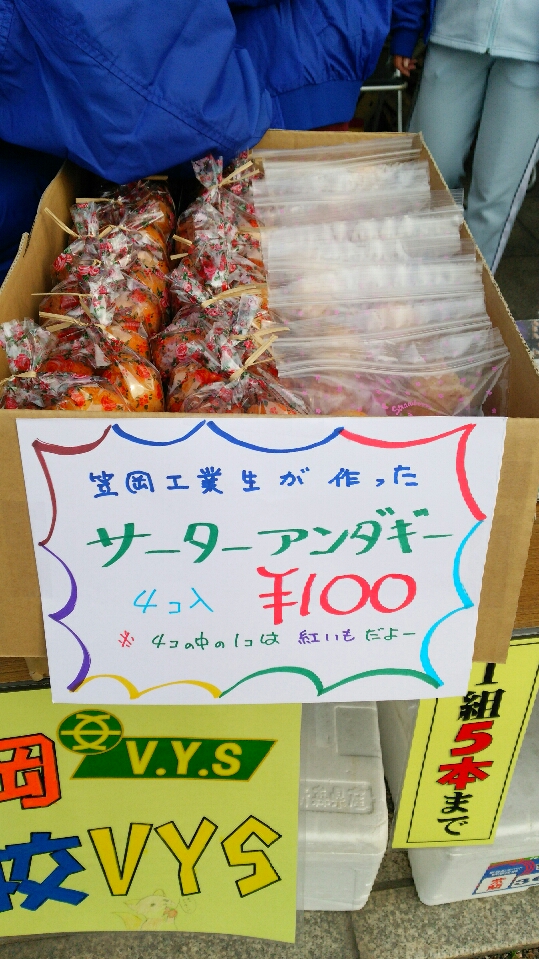 笠岡工業生が作った
サーターアンダギー
4コ入 ¥100
※ 4コの中の1コは 紅いもだよー
V.Y.S
岡
校VYS
1組5本まで